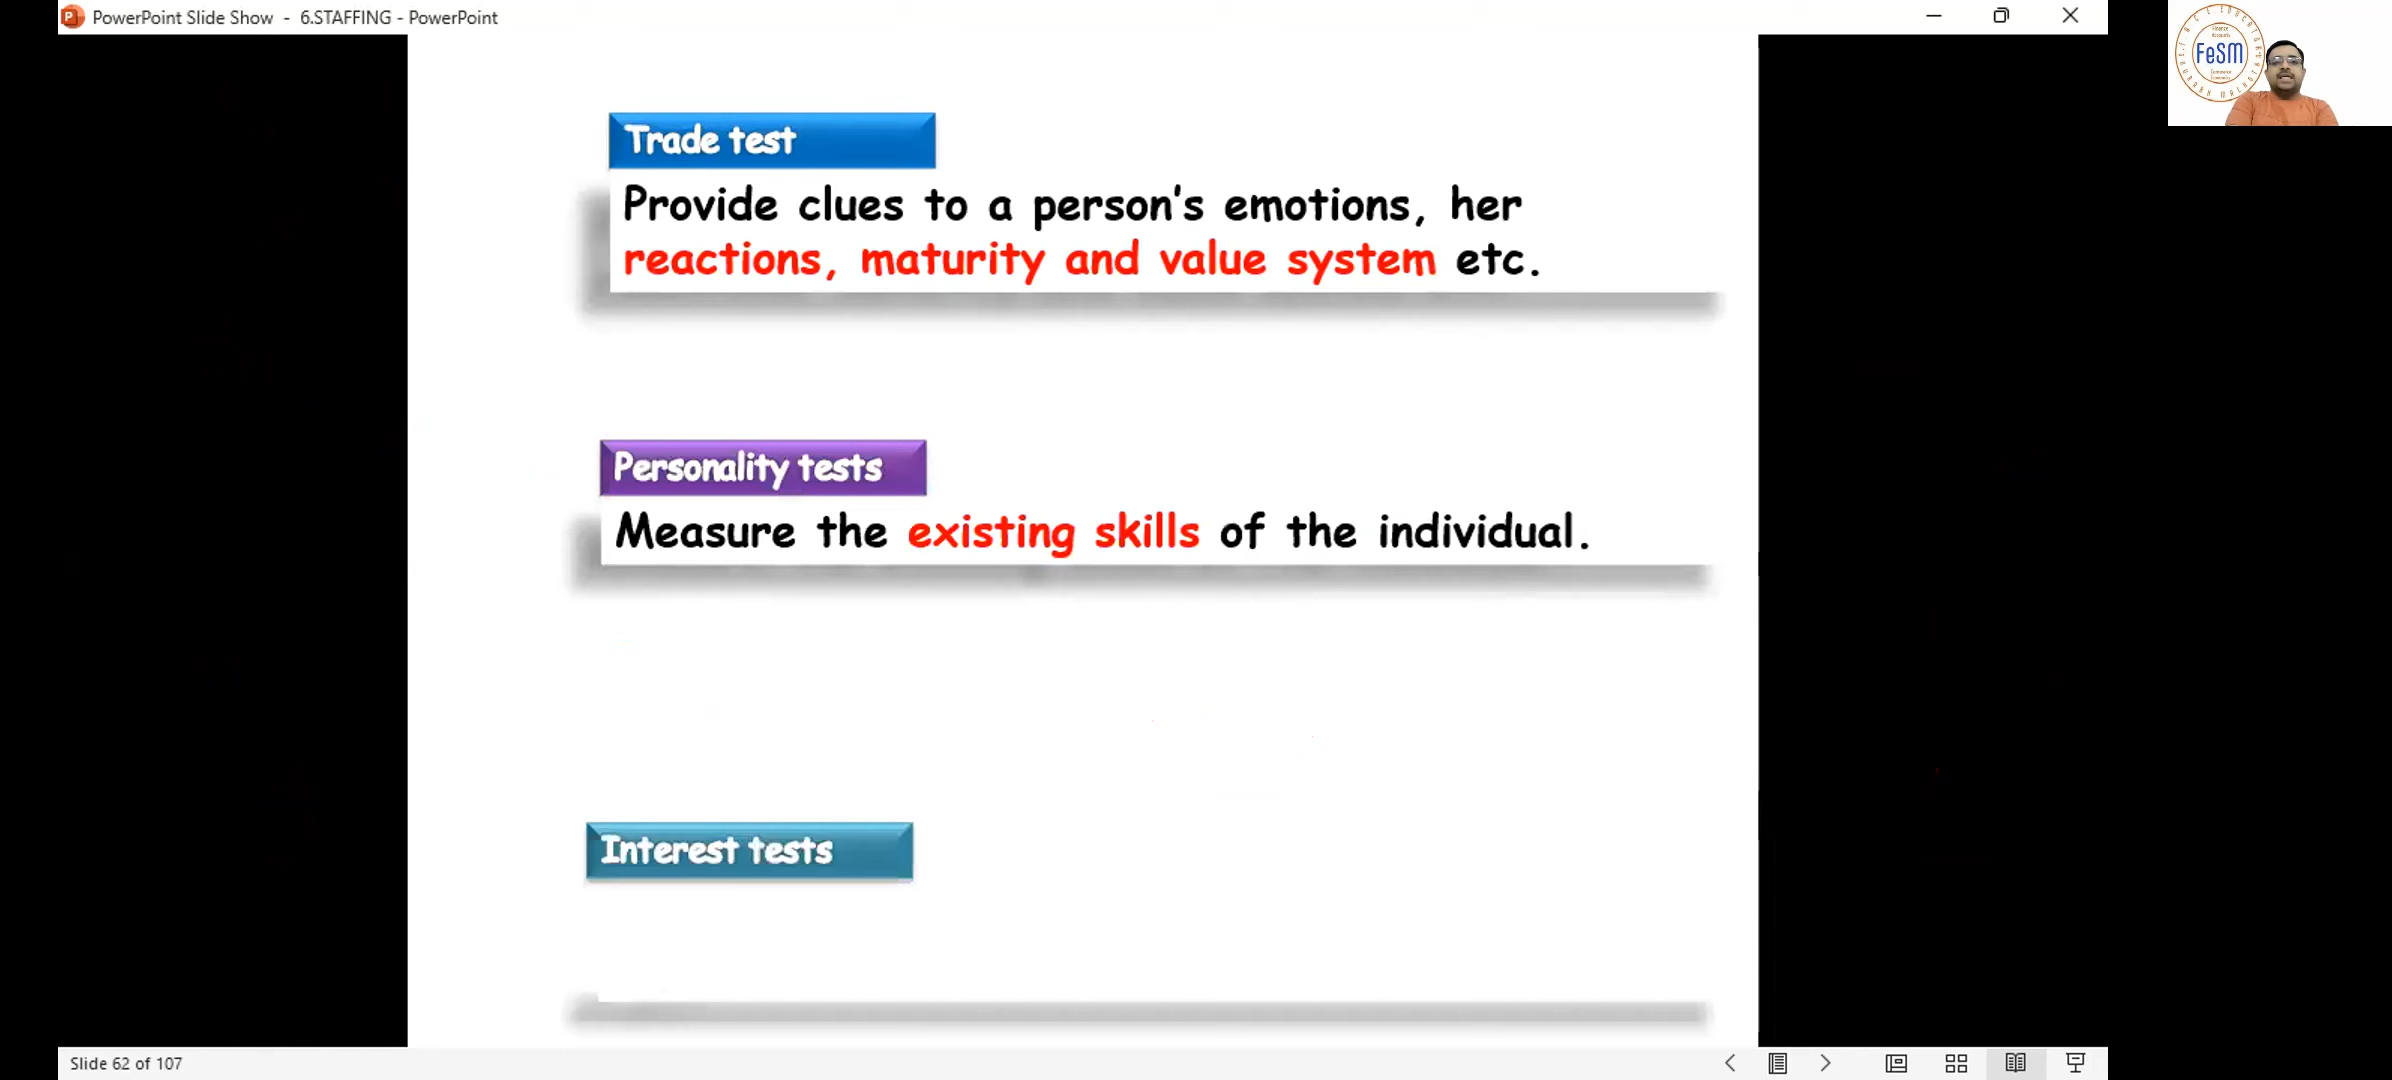 PowerPoint Slide Show - 6.STAFFING - PowerPoint
FeSM
Trade test
Provide clues to a person's emotions, her
reactions, maturity and value system etc.
Personality tests
Measure the existing skills of the individual.
Interest tests
Slide 62 of 107